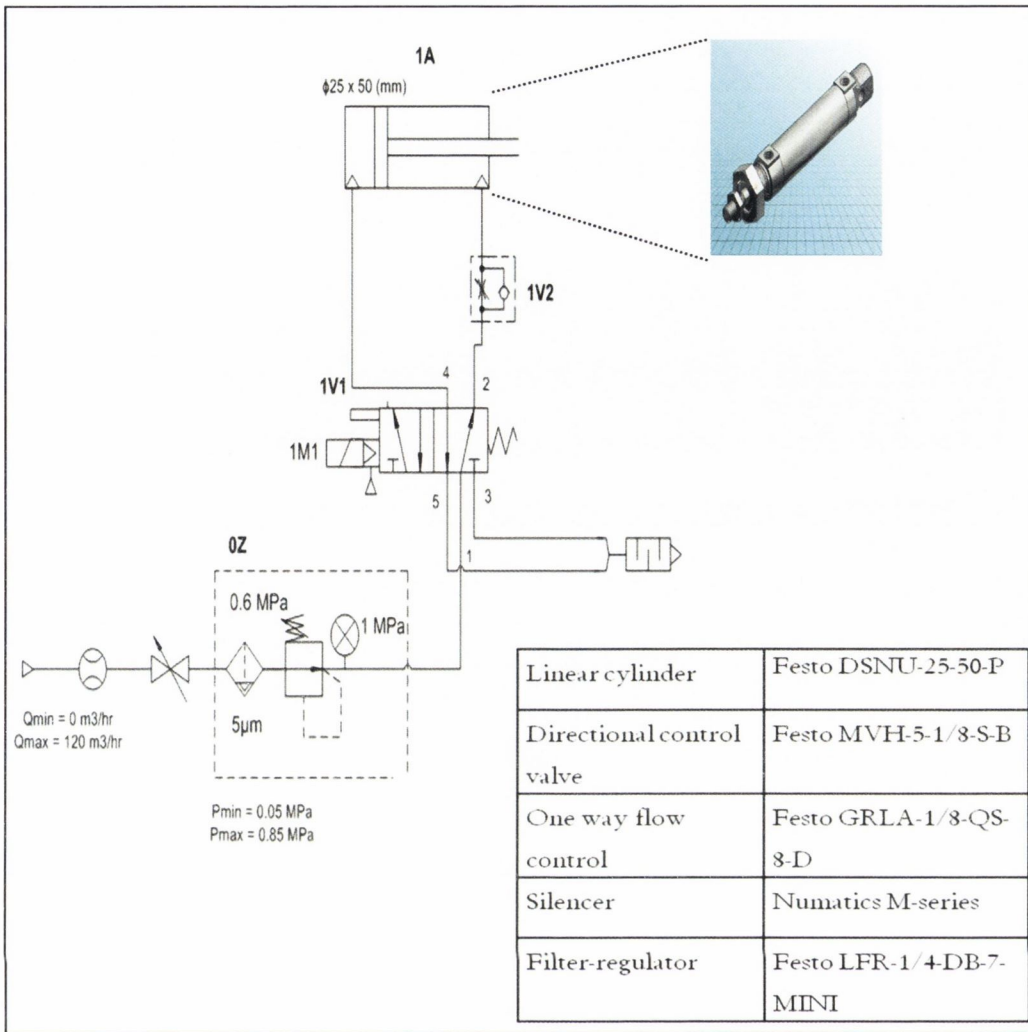 1A
ϕ25 x 50 (mm)
1V2
4
2
1V1
1M1
5
3
1
0Z
0.6 MPa
1 MPa
Qmin = 0 m3/hr
Qmax = 120 m3/hr
5µm
Pmin = 0.05 MPa
Pmax = 0.85 MPa
Linear cylinder
Festo DSNU-25-50-P
Directional control
valve
Festo MVH-5-1/8-S-B
One way flow
control
Festo GRLA-1/8-QS-
8-D
Silencer
Numatics M-series
Filter-regulator
Festo LFR-1/4-DB-7-
MINI